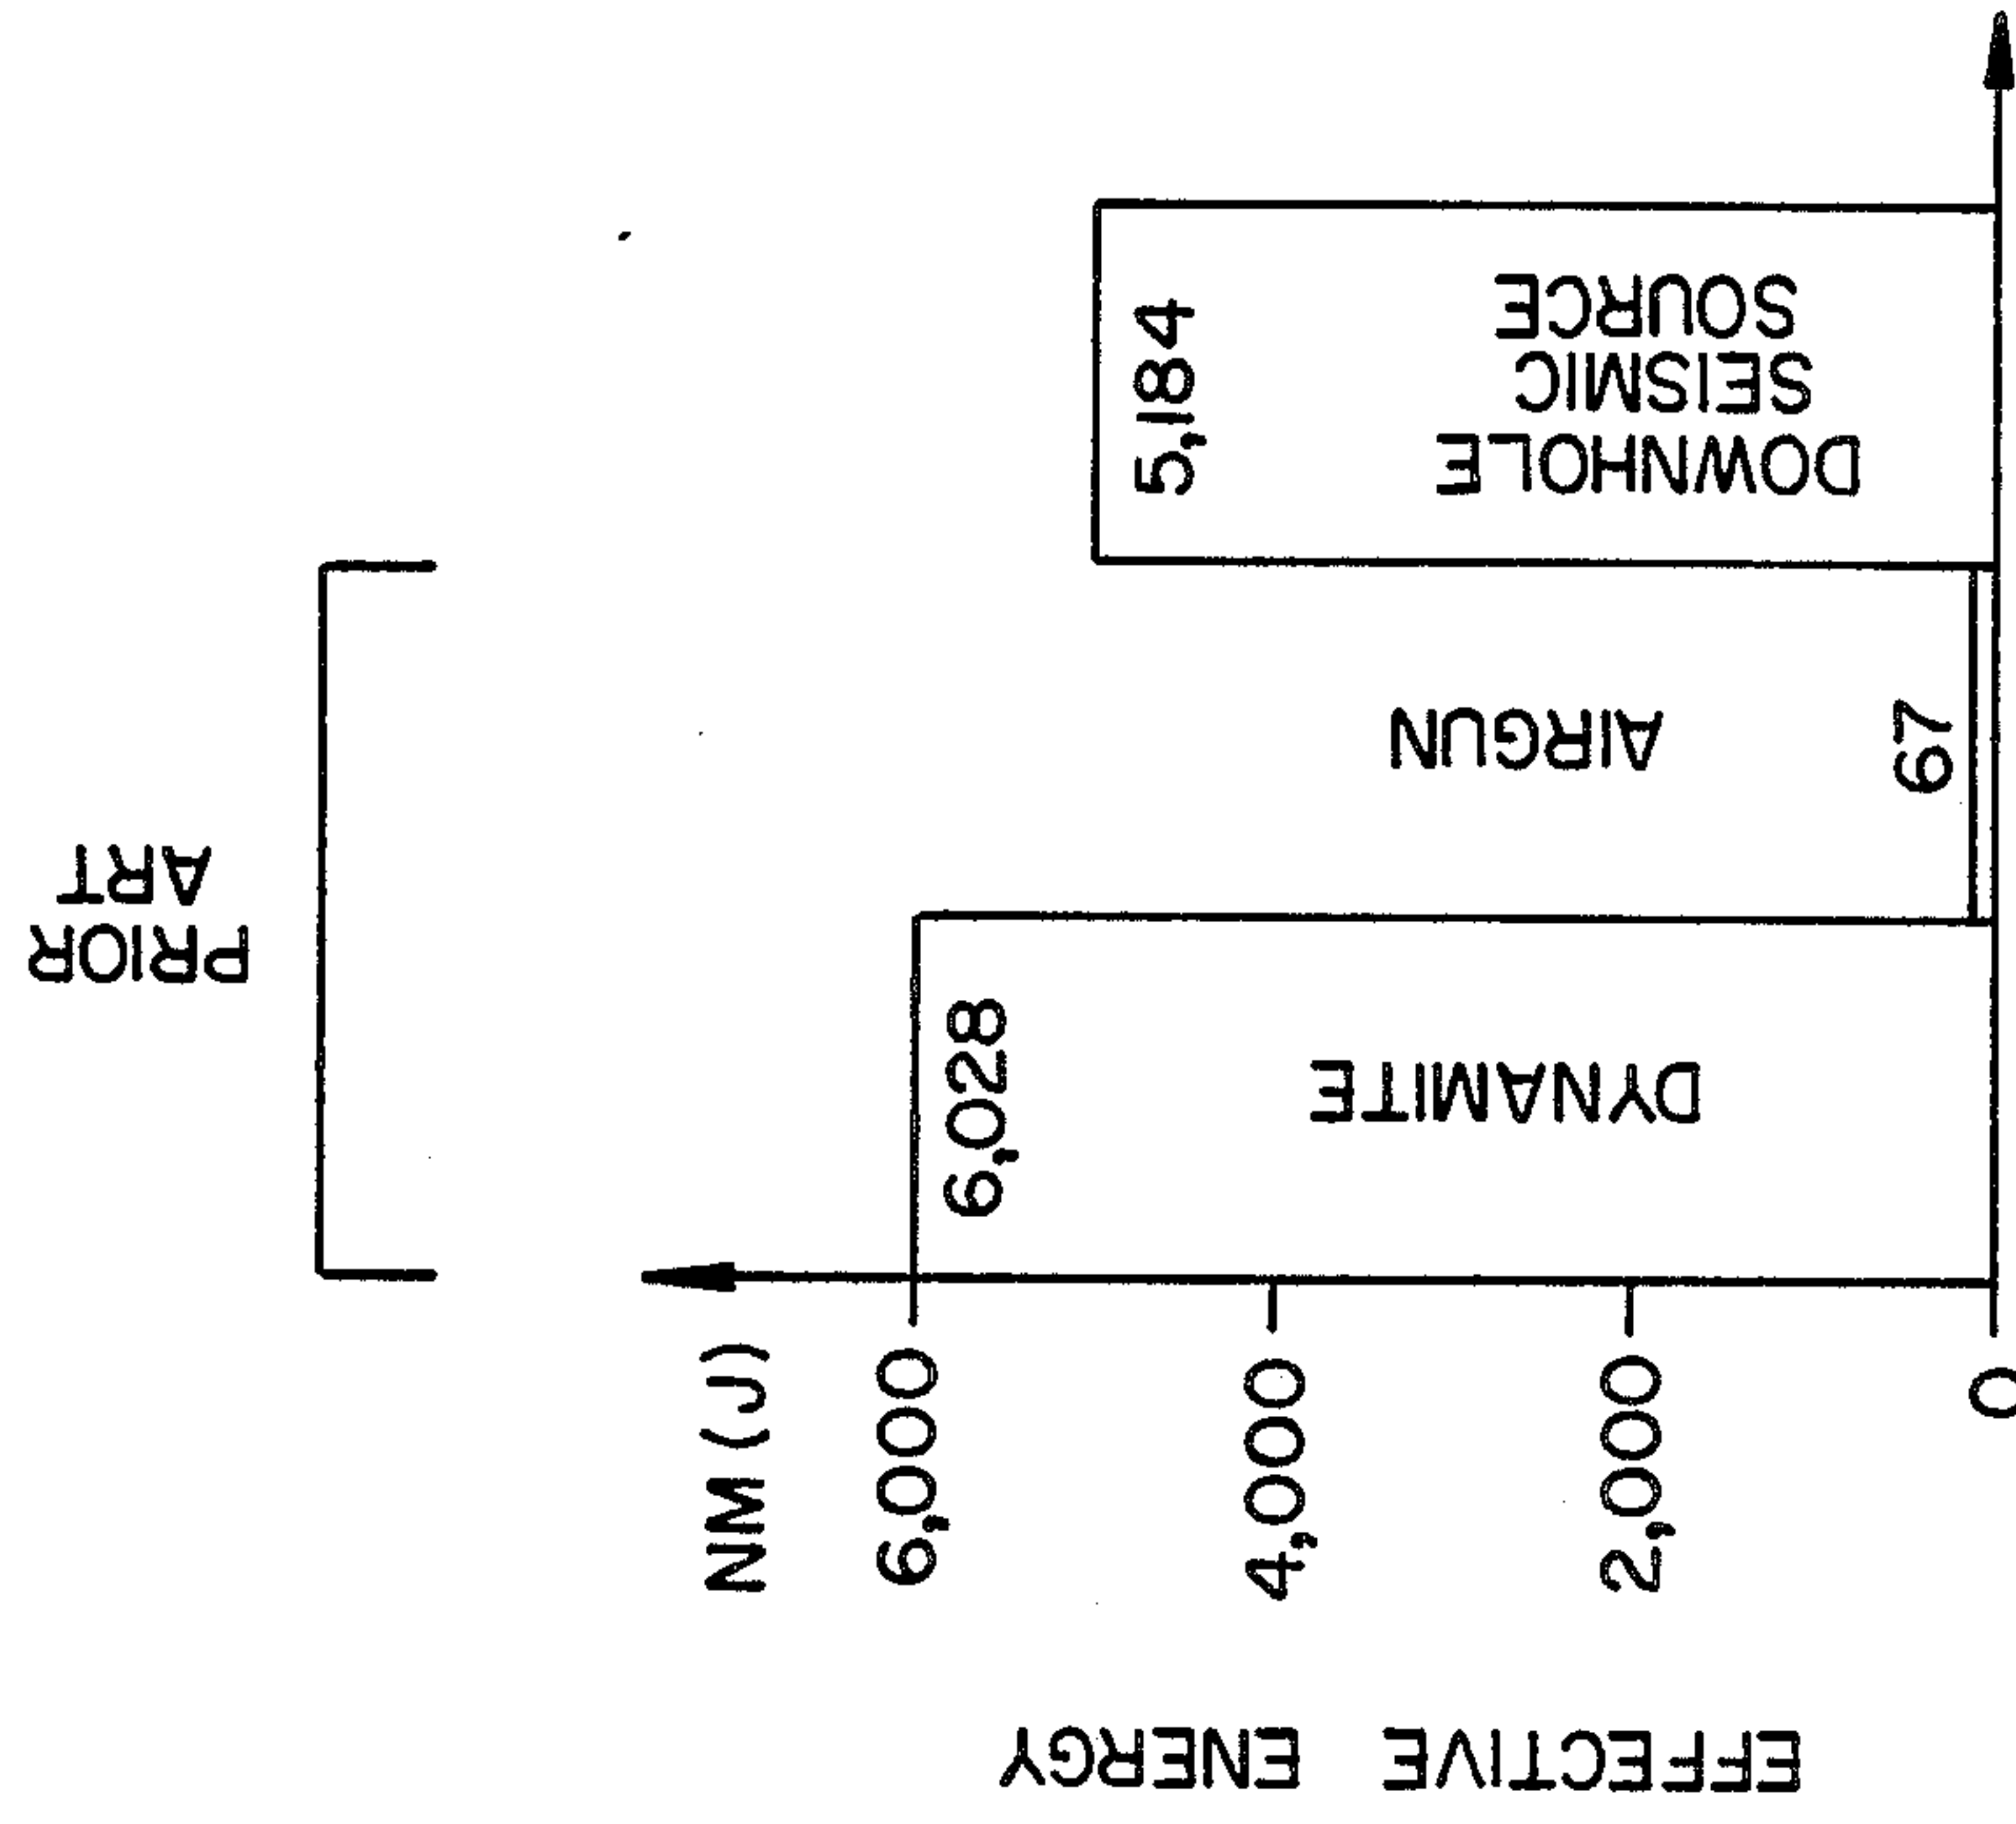 PRIOR
ART
NM (J)
6,000
4,000
2,000
0
EFFECTIVE ENERGY
6,028
DYNAMITE
AIRGUN
67
5,184
DOWNHOLE
SEISMIC
SOURCE